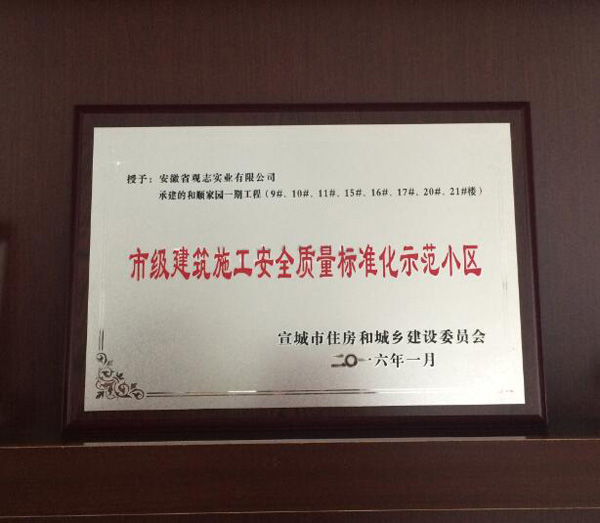 授予：安徽省观志实业有限公司
承建的和顺家园一期工程（9#、10#、11#、15#、16#、17#、20#、21#楼）
市级建筑施工安全质量标准化示范小区
宣城市住房和城乡建设委员会
二〇一六年一月